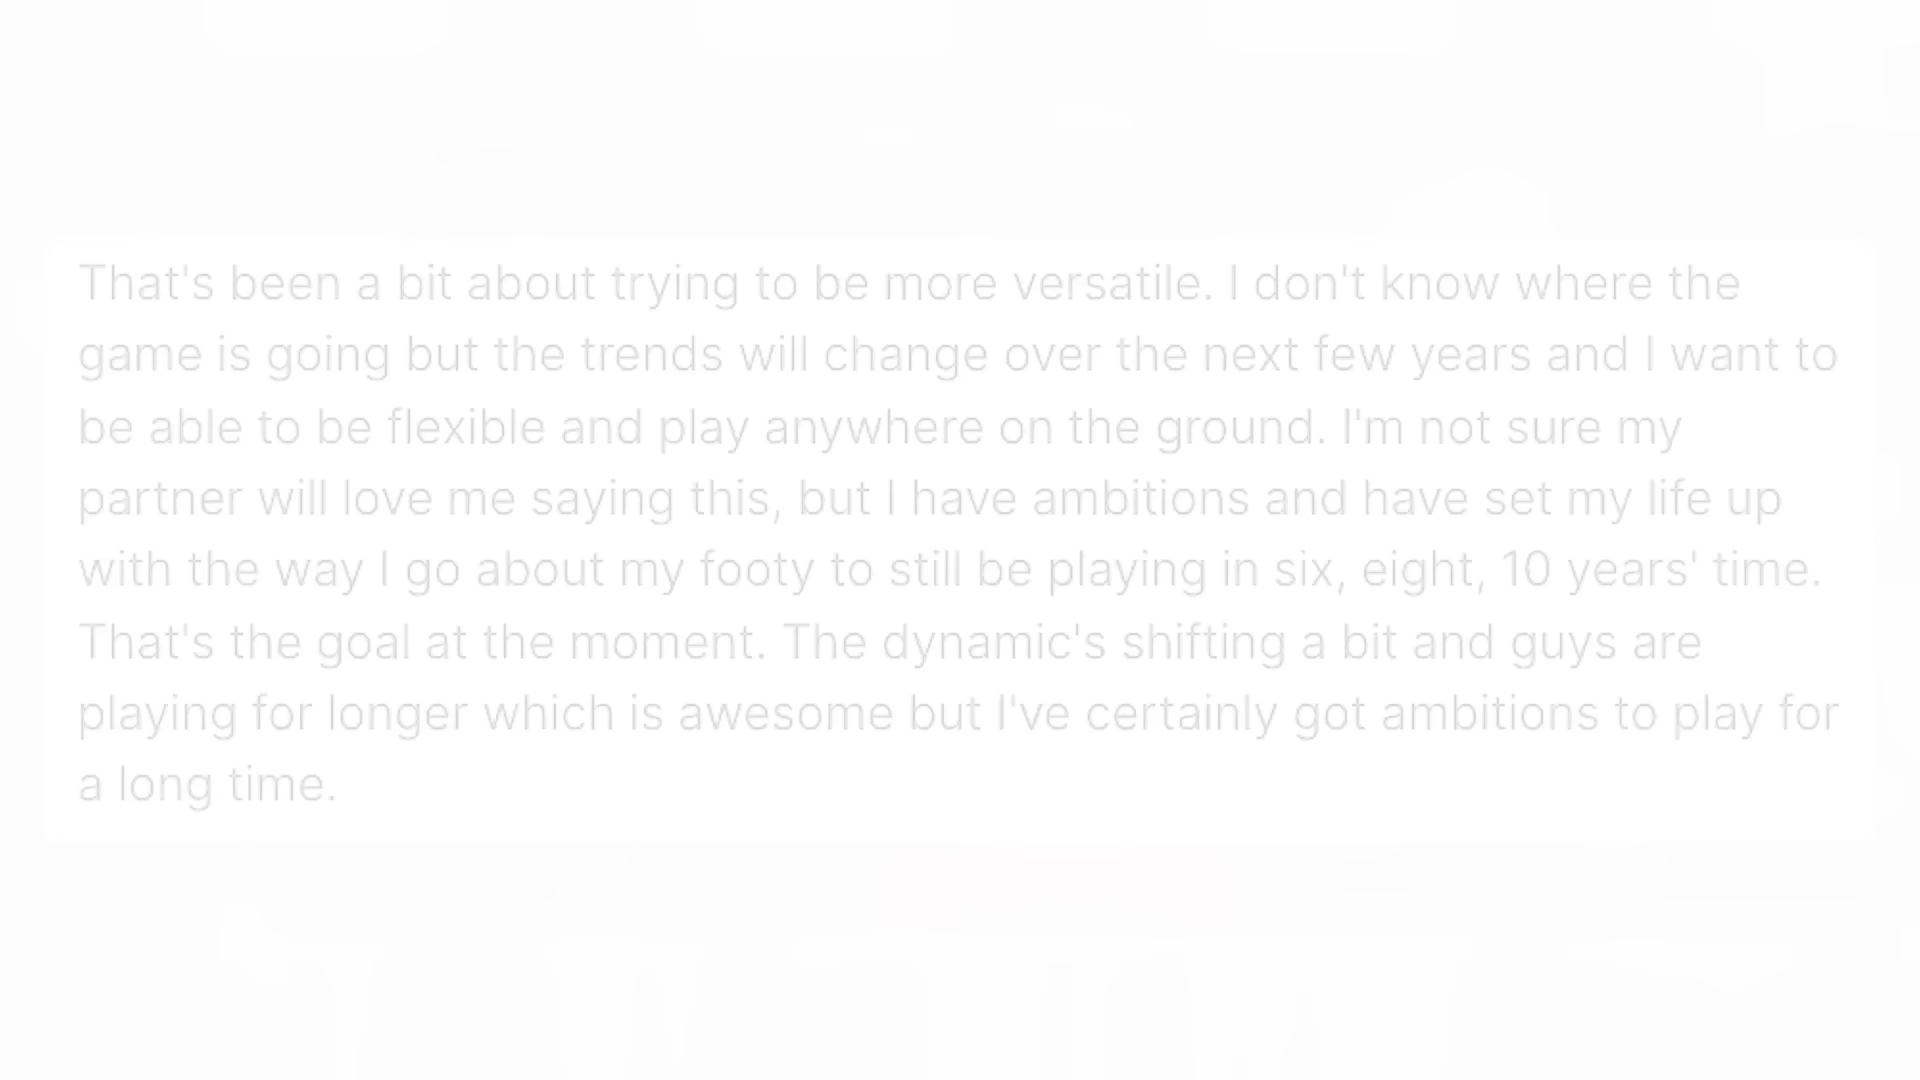 That's been a bit about trying to be more versatile. I don't know where the
game is going but the trends will change over the next few years and I want to
be able to be flexible and play anywhere on the ground. I'm not sure my
partner will love me saying this, but I have ambitions and have set my life up
with the way I go about my footy to still be playing in six, eight, 10 years' time.
That's the goal at the moment. The dynamic's shifting a bit and guys are
playing for longer which is awesome but I've certainly got ambitions to play for
a long time.